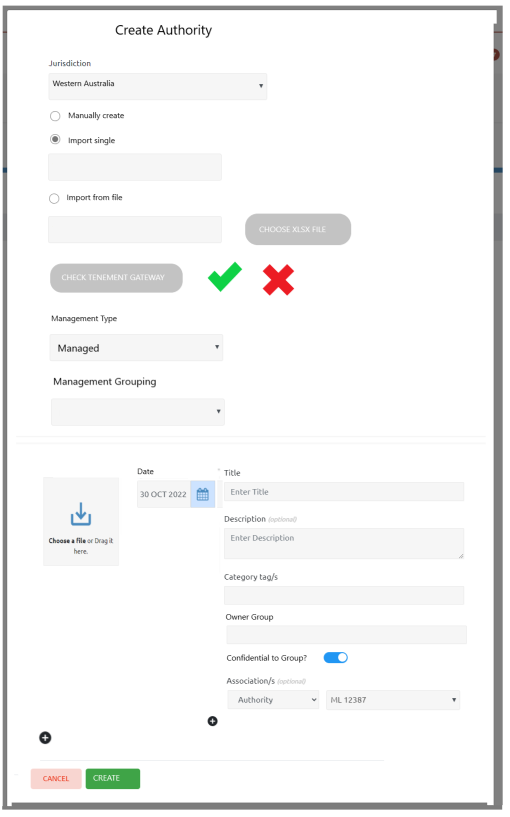 Create Authority
Jurisdiction
Western Australia
Manually create
Import single
Import from file
CHOOSE XLSX FILE
CHECK TENEMENT GATEWAY
Management Type
Managed
Management Grouping
Date
30 OCT 2022
Choose a file or Drag it
here.
Title
Enter Title
Description (optional)
Enter Description
Category tag/s
Owner Group
Confidential to Group?
Association/s (optional)
Authority
ML 12387
CANCEL
CREATE